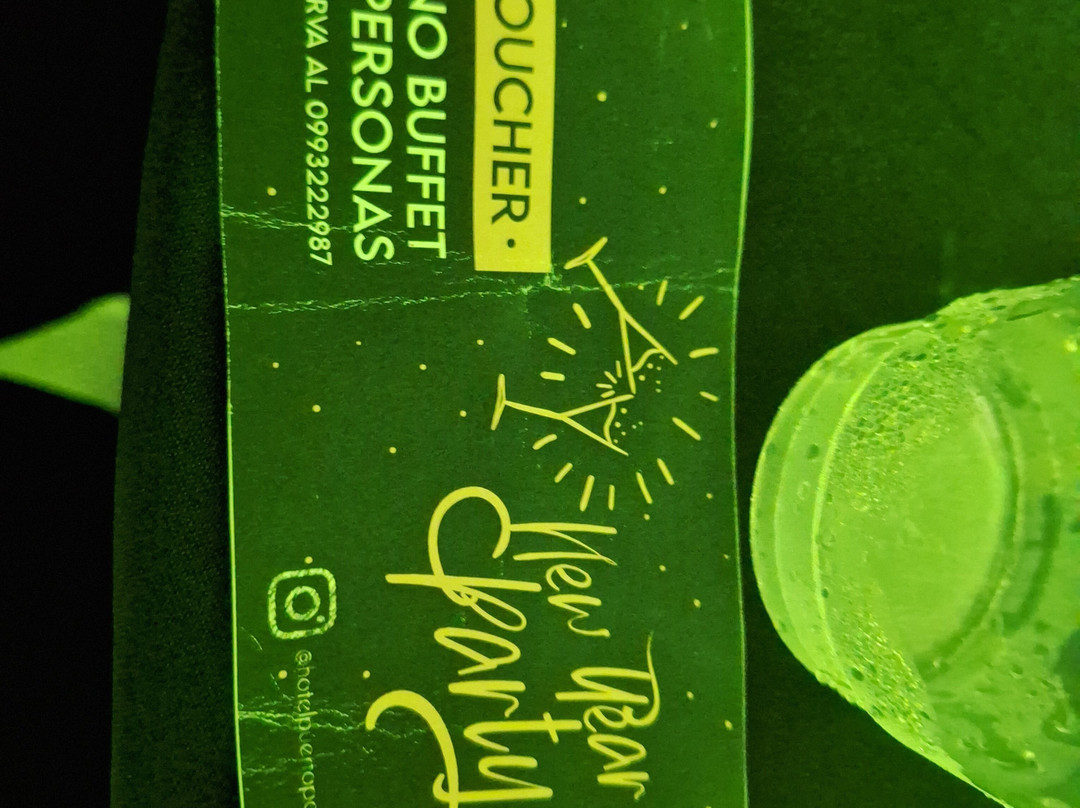 OUCHER •
NO BUFFET
PERSONAS
RVA AL 0993222987
New Year
Party